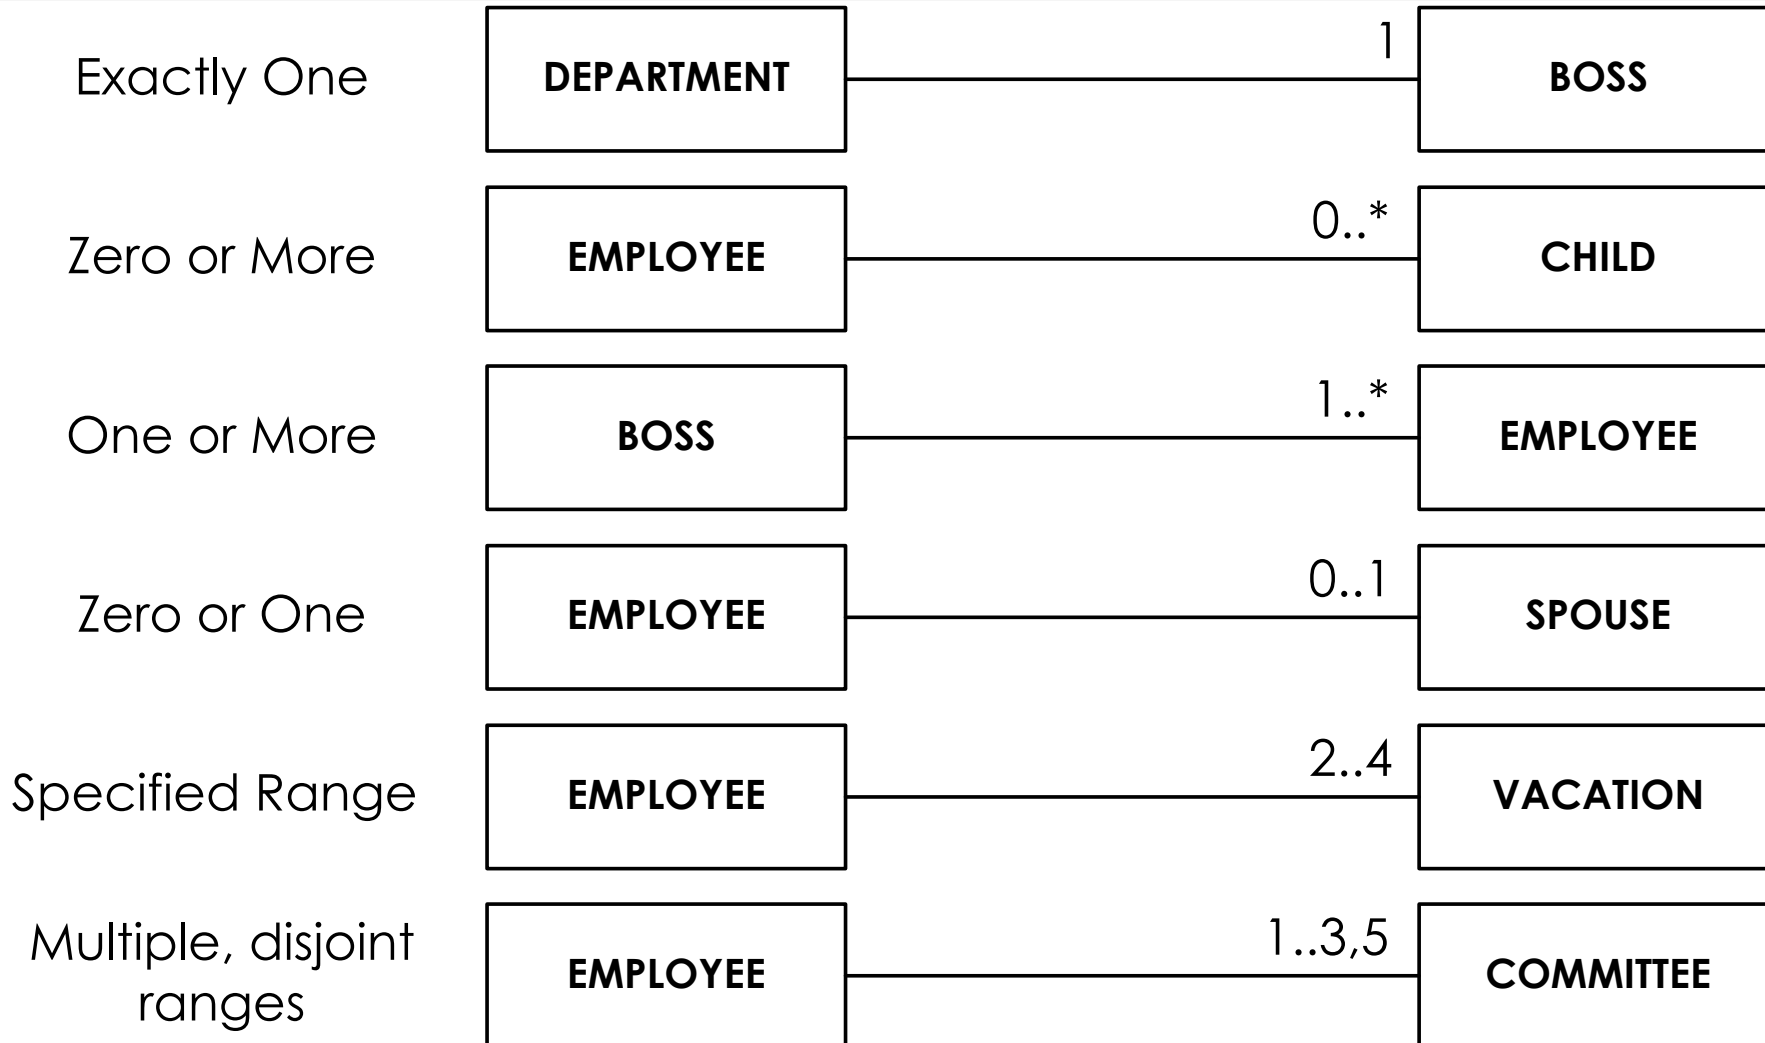 Exactly One
DEPARTMENT
1
BOSS
Zero or More
EMPLOYEE
0..*
CHILD
One or More
BOSS
1..*
EMPLOYEE
Zero or One
EMPLOYEE
0..1
SPOUSE
Specified Range
EMPLOYEE
2..4
VACATION
Multiple, disjoint
ranges
EMPLOYEE
1..3,5
COMMITTEE